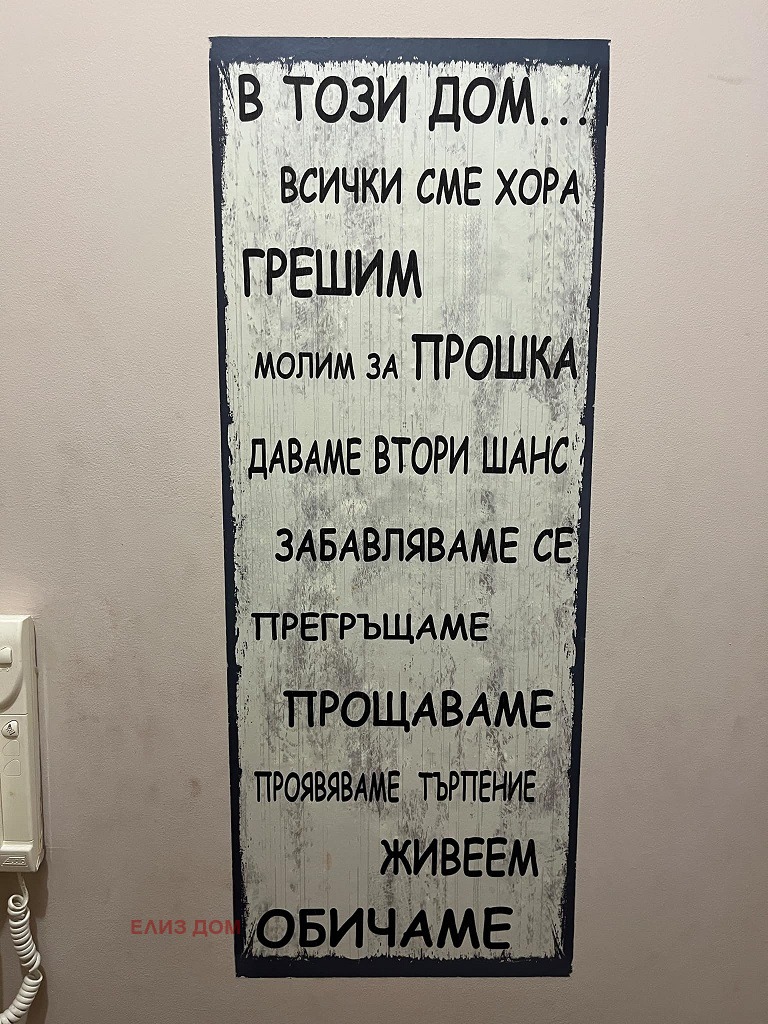 В ТОЗИ ДОМ...
ВСИЧКИ СМЕ ХОРА
ГРЕШИМ
МОЛИМ ЗА ПРОШКА
ДАВАМЕ ВТОРИ ШАНС
ЗАБАВЛЯВАМЕ СЕ
ПРЕГРЪЩАМЕ
ПРОЩАВАМЕ
ПРОЯВЯВАМЕ ТЪРПЕНИЕ
ЖИВЕЕМ
ОБИЧАМЕ
ЕЛИЗ ДОМ